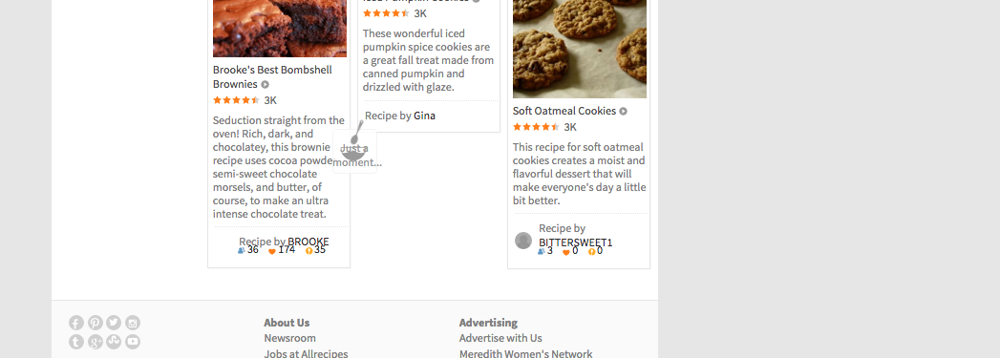 Brooke's Best Bombshell
Brownies
3K
Seduction straight from the
oven! Rich, dark, and
chocolatey, this brownie
recipe uses cocoa powde
semi-sweet chocolate
morsels, and butter, of
course, to make an ultra
intense chocolate treat.
Recipe by BROOKE
36 174 35
Iced Pumpkin Cookies
3K
These wonderful iced
pumpkin spice cookies are
a great fall treat made from
canned pumpkin and
drizzled with glaze.
Recipe by Gina
Just a
moment...
Soft Oatmeal Cookies
3K
This recipe for soft oatmeal
cookies creates a moist and
flavorful dessert that will
make everyone's day a little
bit better.
Recipe by
BITTERSWEET1
3 0 0
About Us
Newsroom
Jobs at Allrecipes
Advertising
Advertise with Us
Meredith Women's Network